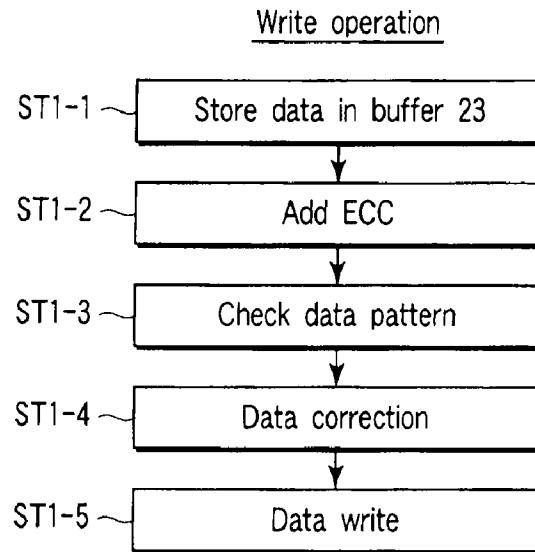 Write operation
ST1-1 Store data in buffer 23
ST1-2 Add ECC
ST1-3 Check data pattern
ST1-4 Data correction
ST1-5 Data write